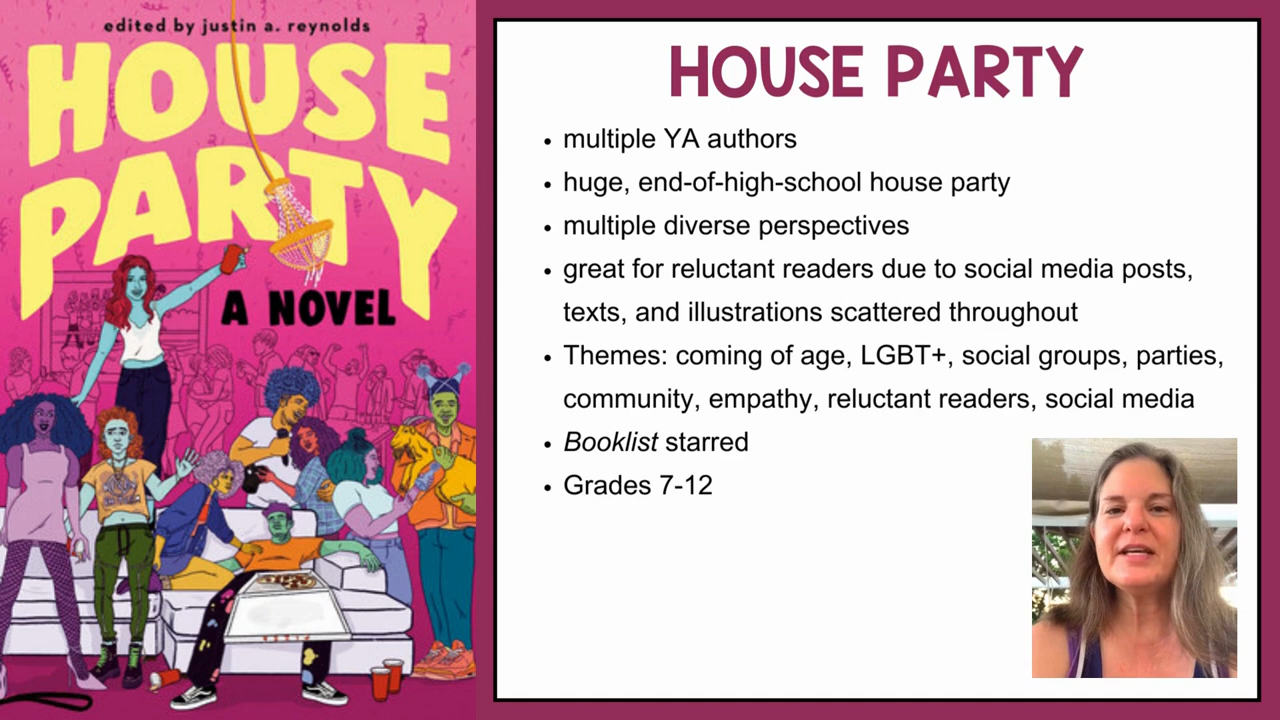 edited by justin a. reynolds
HOUSE
PARTY
A NOVEL
HOUSE PARTY
• multiple YA authors
• huge, end-of-high-school house party
• multiple diverse perspectives
• great for reluctant readers due to social media posts,
texts, and illustrations scattered throughout
• Themes: coming of age, LGBT+, social groups, parties,
community, empathy, reluctant readers, social media
• Booklist starred
• Grades 7-12